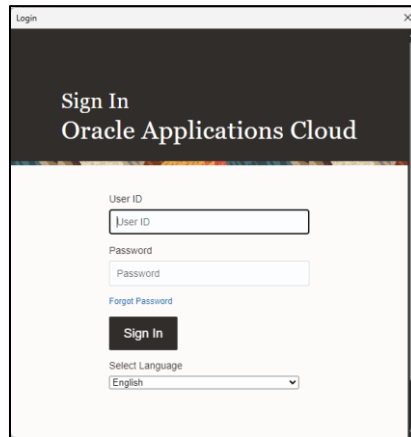 Login
Sign In
Oracle Applications Cloud
User ID
User ID
Password
Password
Forgot Password
Sign In
Select Language
English